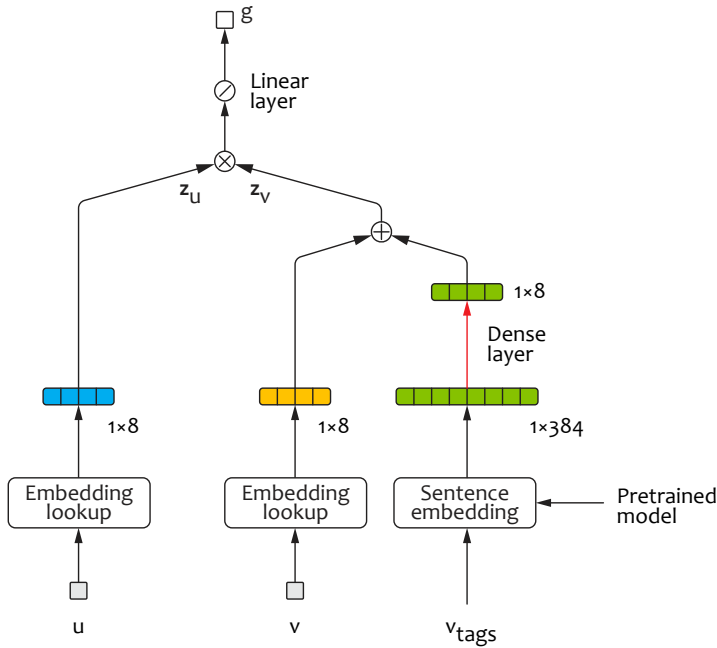 g
Linear
layer
z_u
z_v
1×8
Dense
layer
1×8
1×8
1×384
Embedding
lookup
Embedding
lookup
Sentence
embedding
Pretrained
model
u
v
v_tags